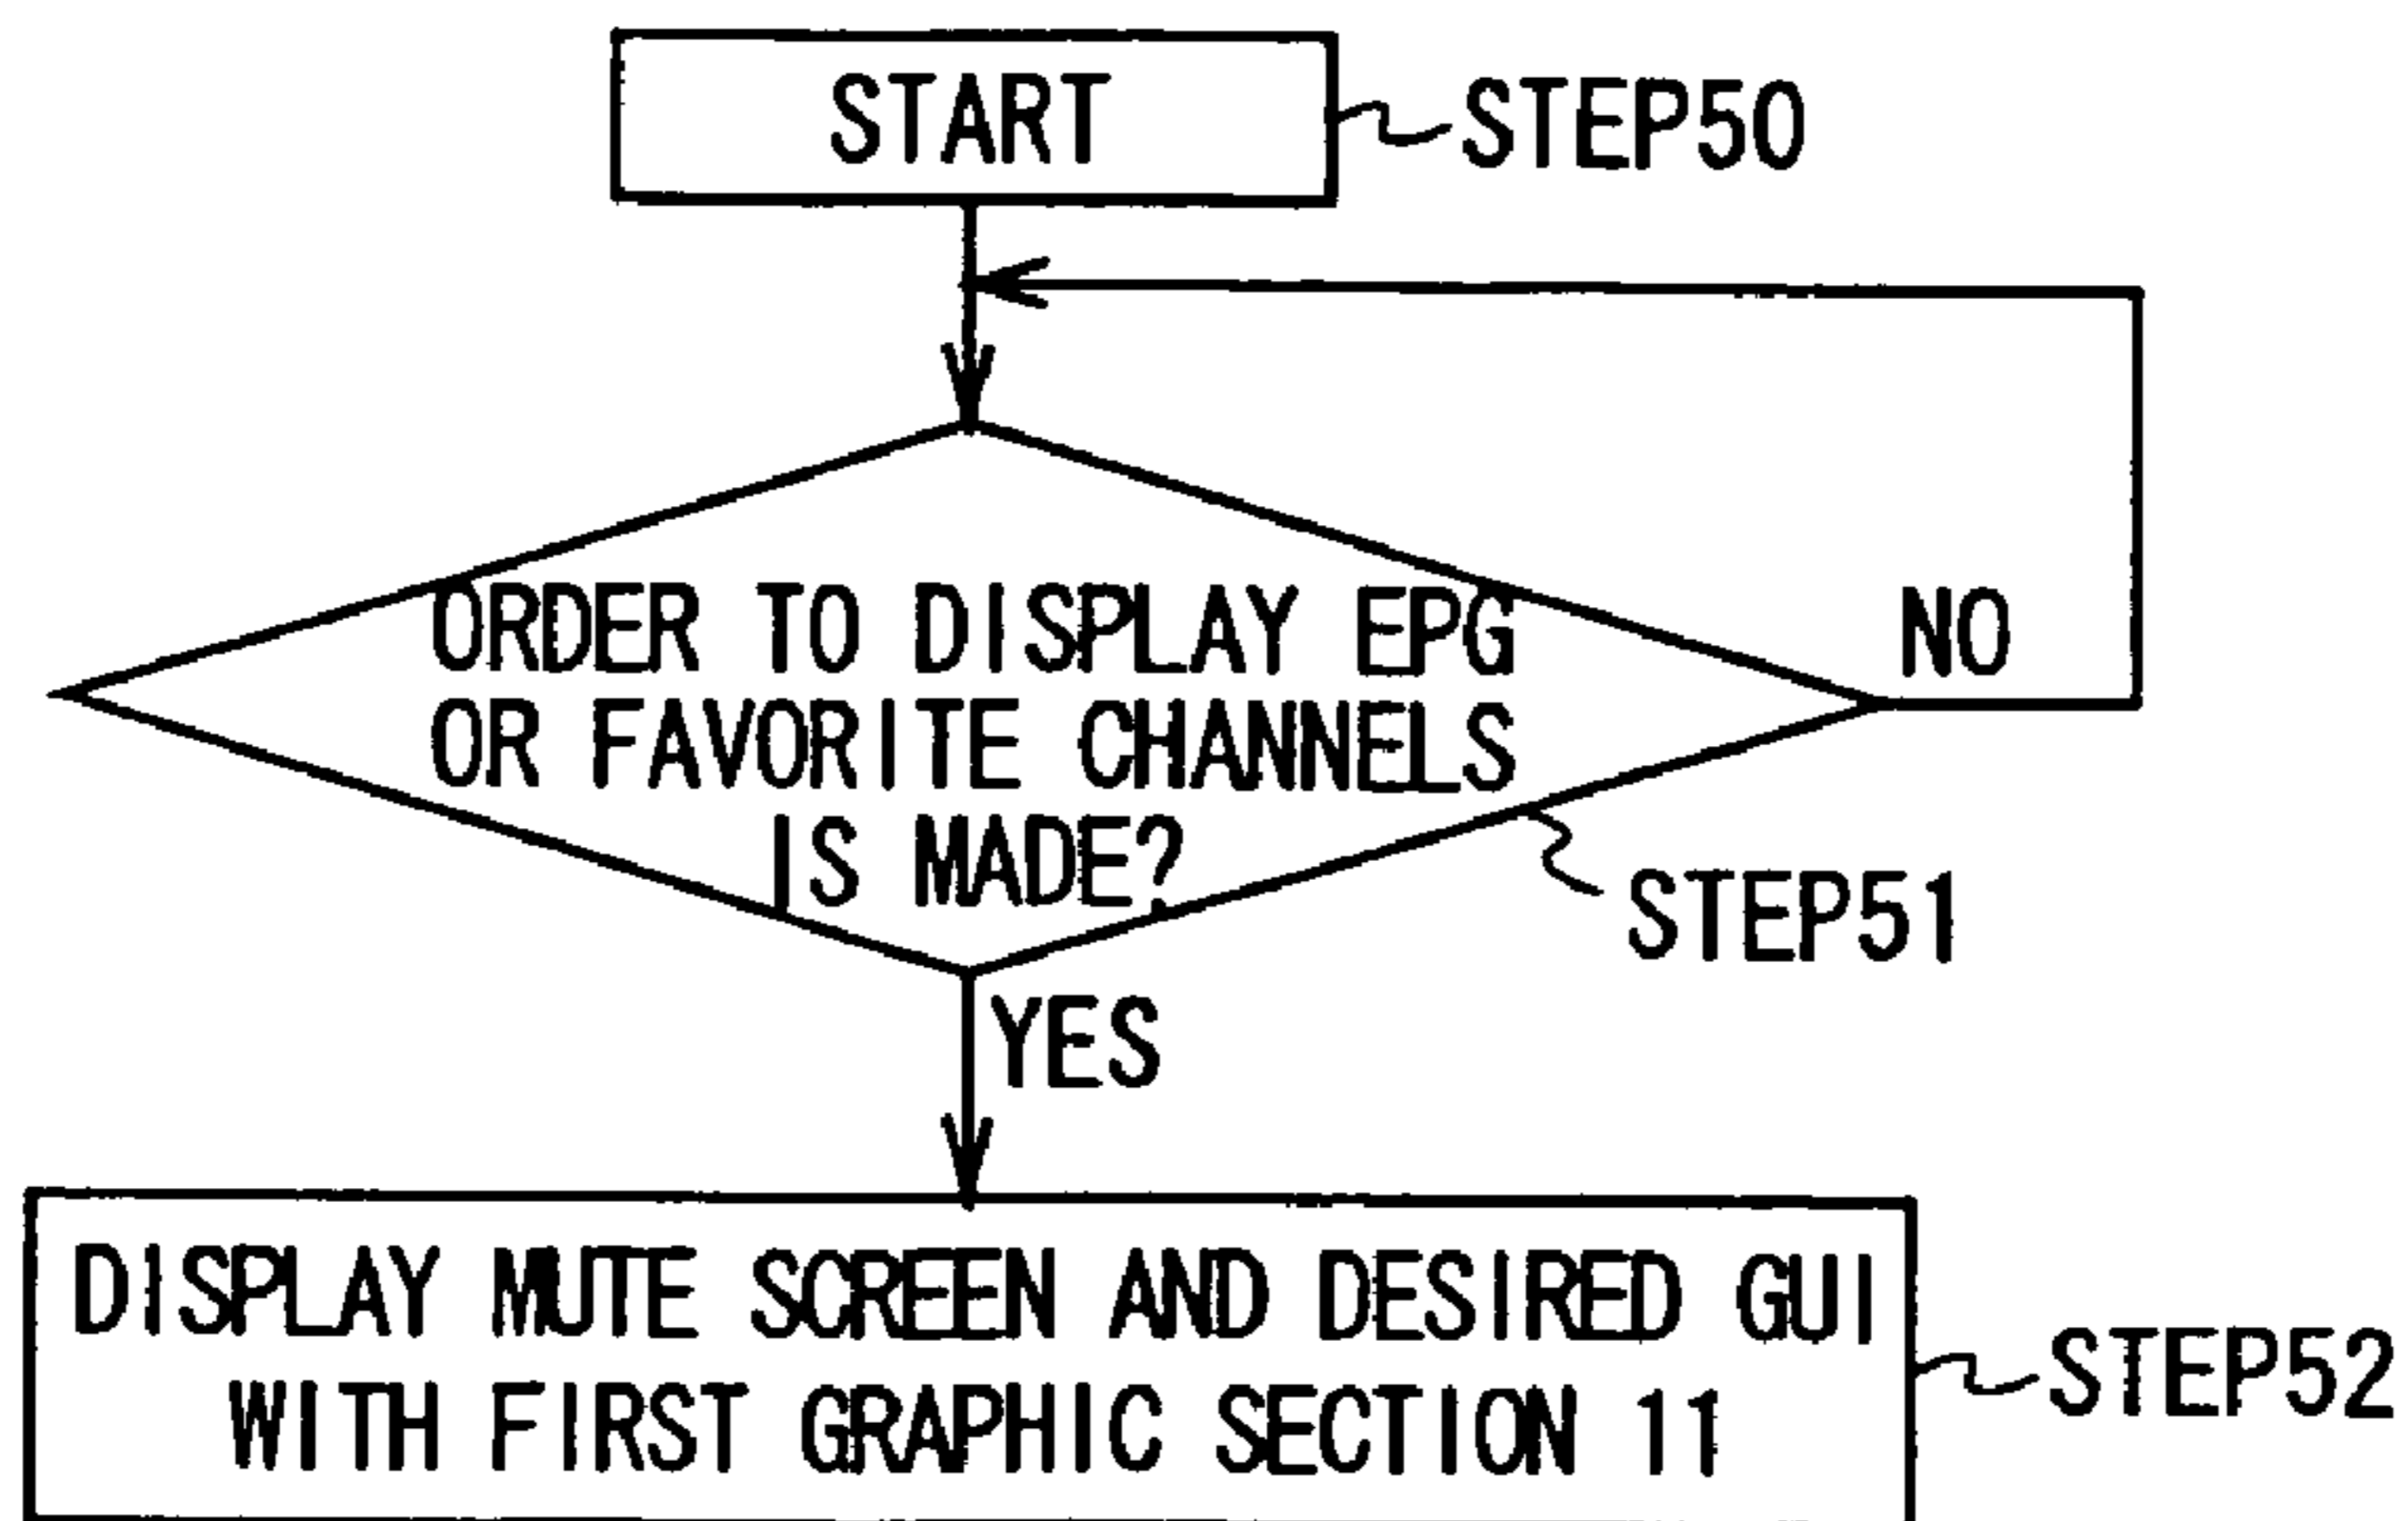 START
STEP50
ORDER TO DISPLAY EPG
OR FAVORITE CHANNELS
IS MADE?
NO
STEP51
YES
DISPLAY MUTE SCREEN AND DESIRED GUI
WITH FIRST GRAPHIC SECTION 11
STEP52